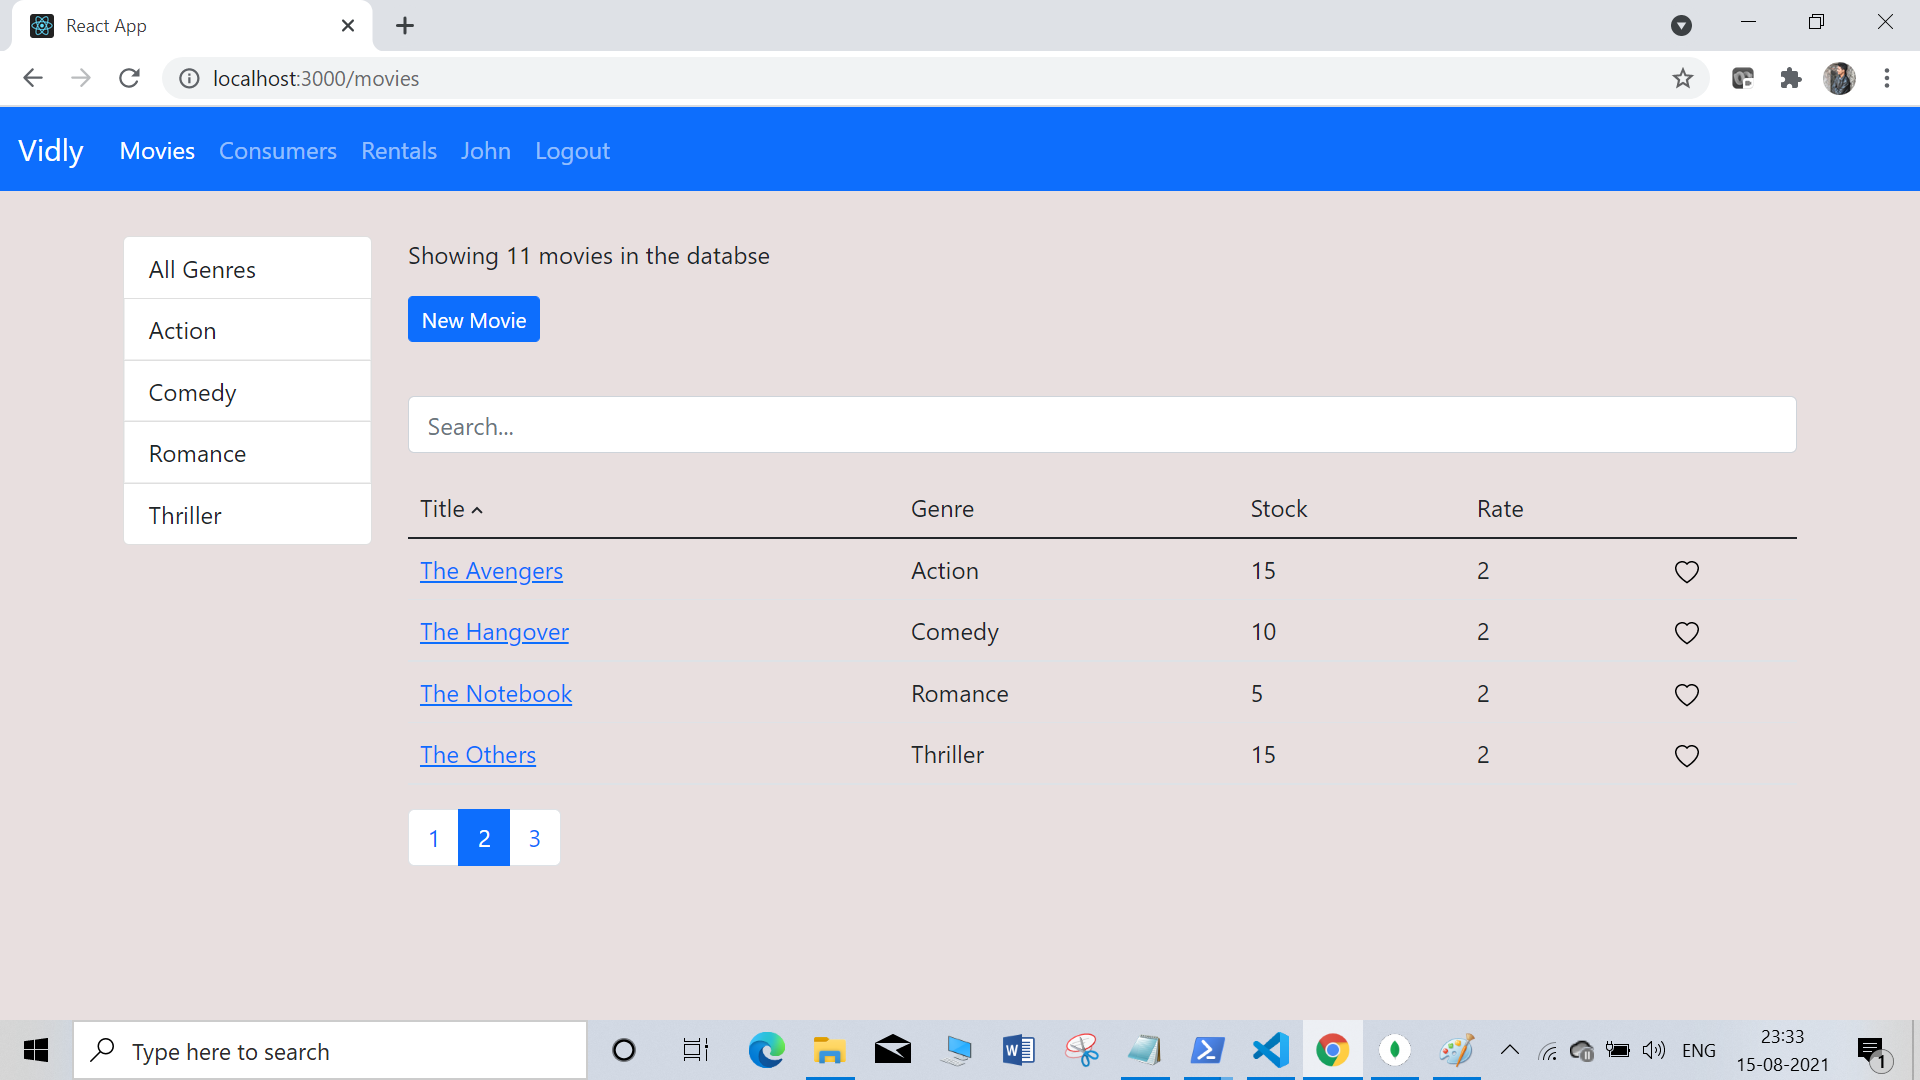 React App
localhost:3000/movies
Vidly Movies Consumers Rentals John Logout
All Genres
Action
Comedy
Romance
Thriller
Showing 11 movies in the databse
New Movie
Search...
Title Genre Stock Rate
The Avengers Action 15 2
The Hangover Comedy 10 2
The Notebook Romance 5 2
The Others Thriller 15 2
1 2 3
Type here to search
ENG
23:33
15-08-2021
1